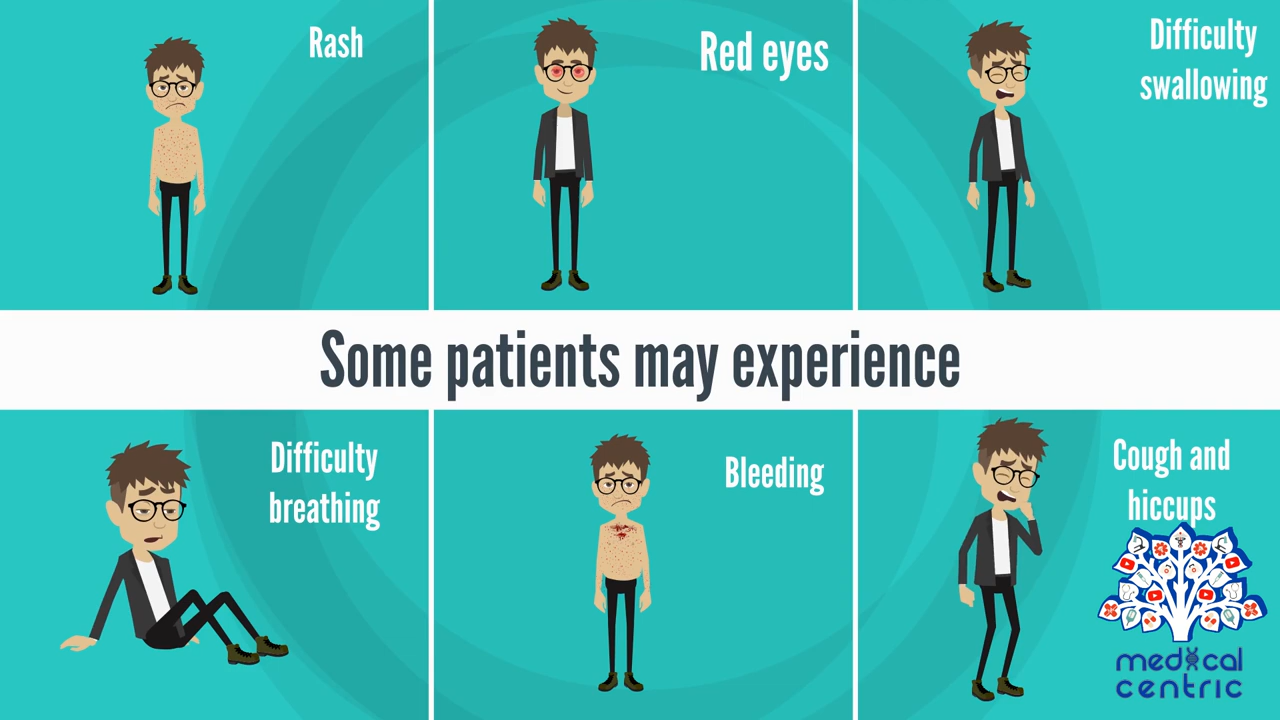 Rash
Red eyes
Difficulty
swallowing
Some patients may experience
Difficulty
breathing
Bleeding
Cough and
hiccups
medical
centric